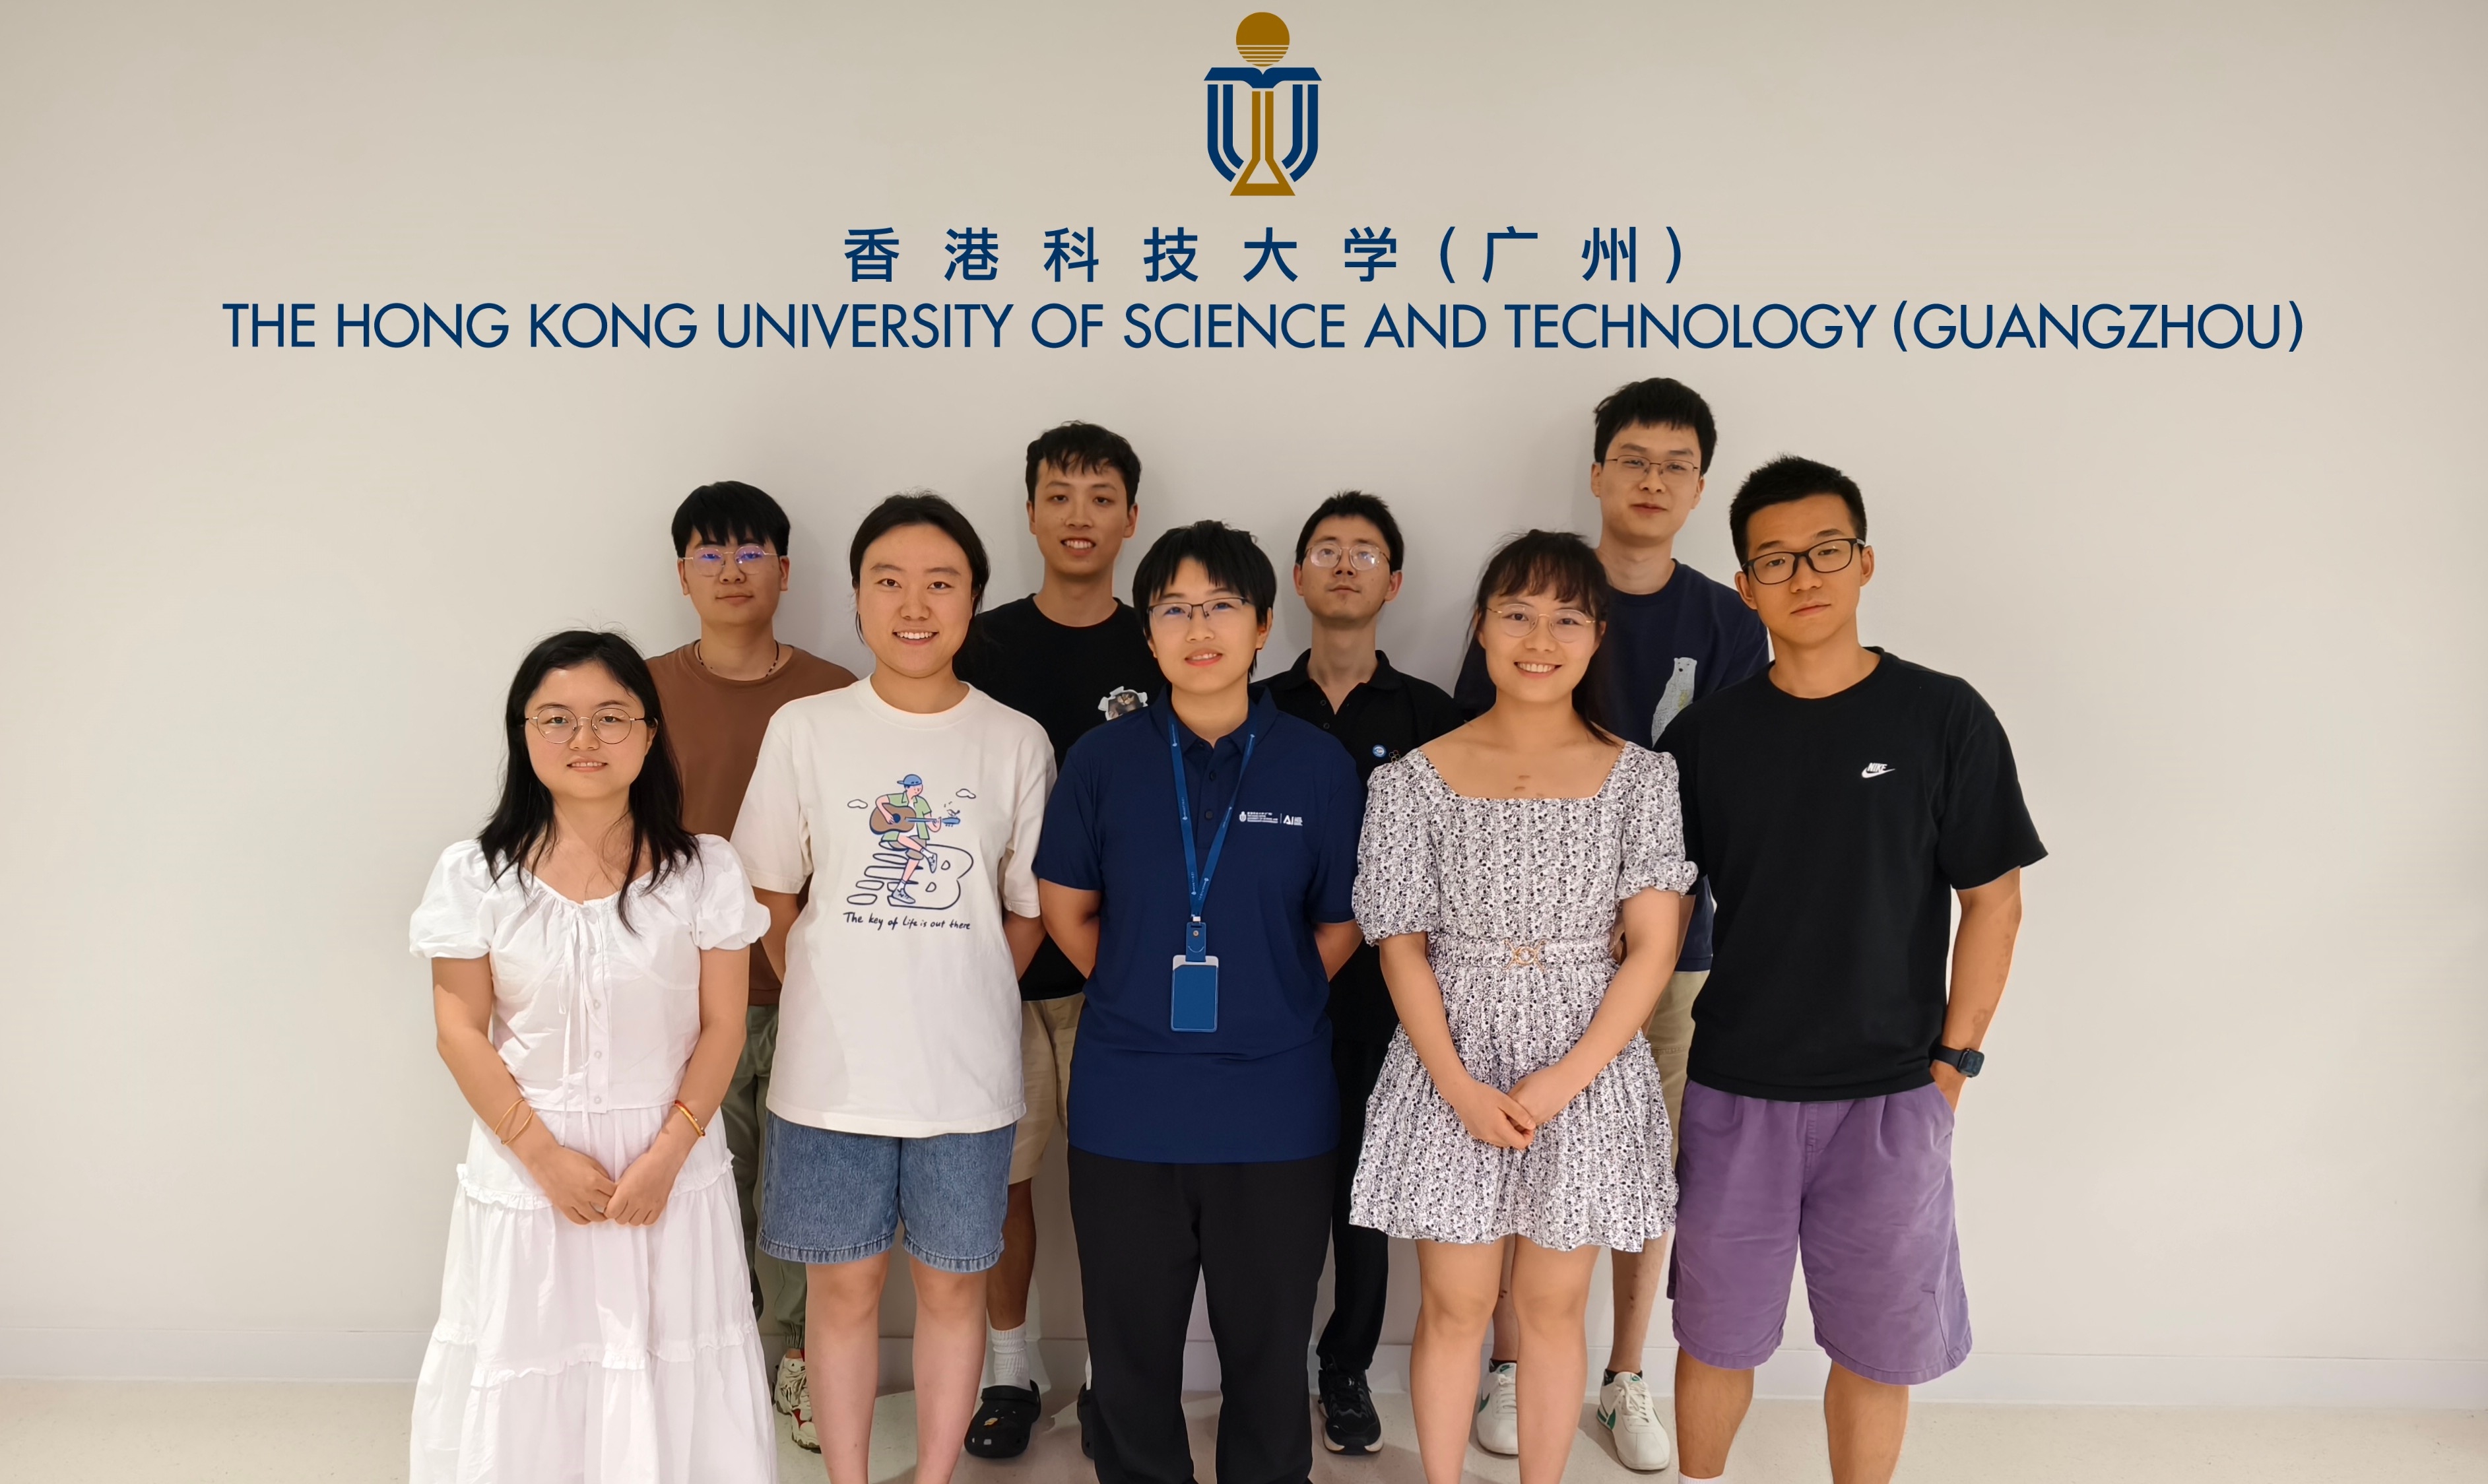 香港科技大学(广州)
THE HONG KONG UNIVERSITY OF SCIENCE AND TECHNOLOGY (GUANGZHOU)
The key of Life is out there
NIKE
AI